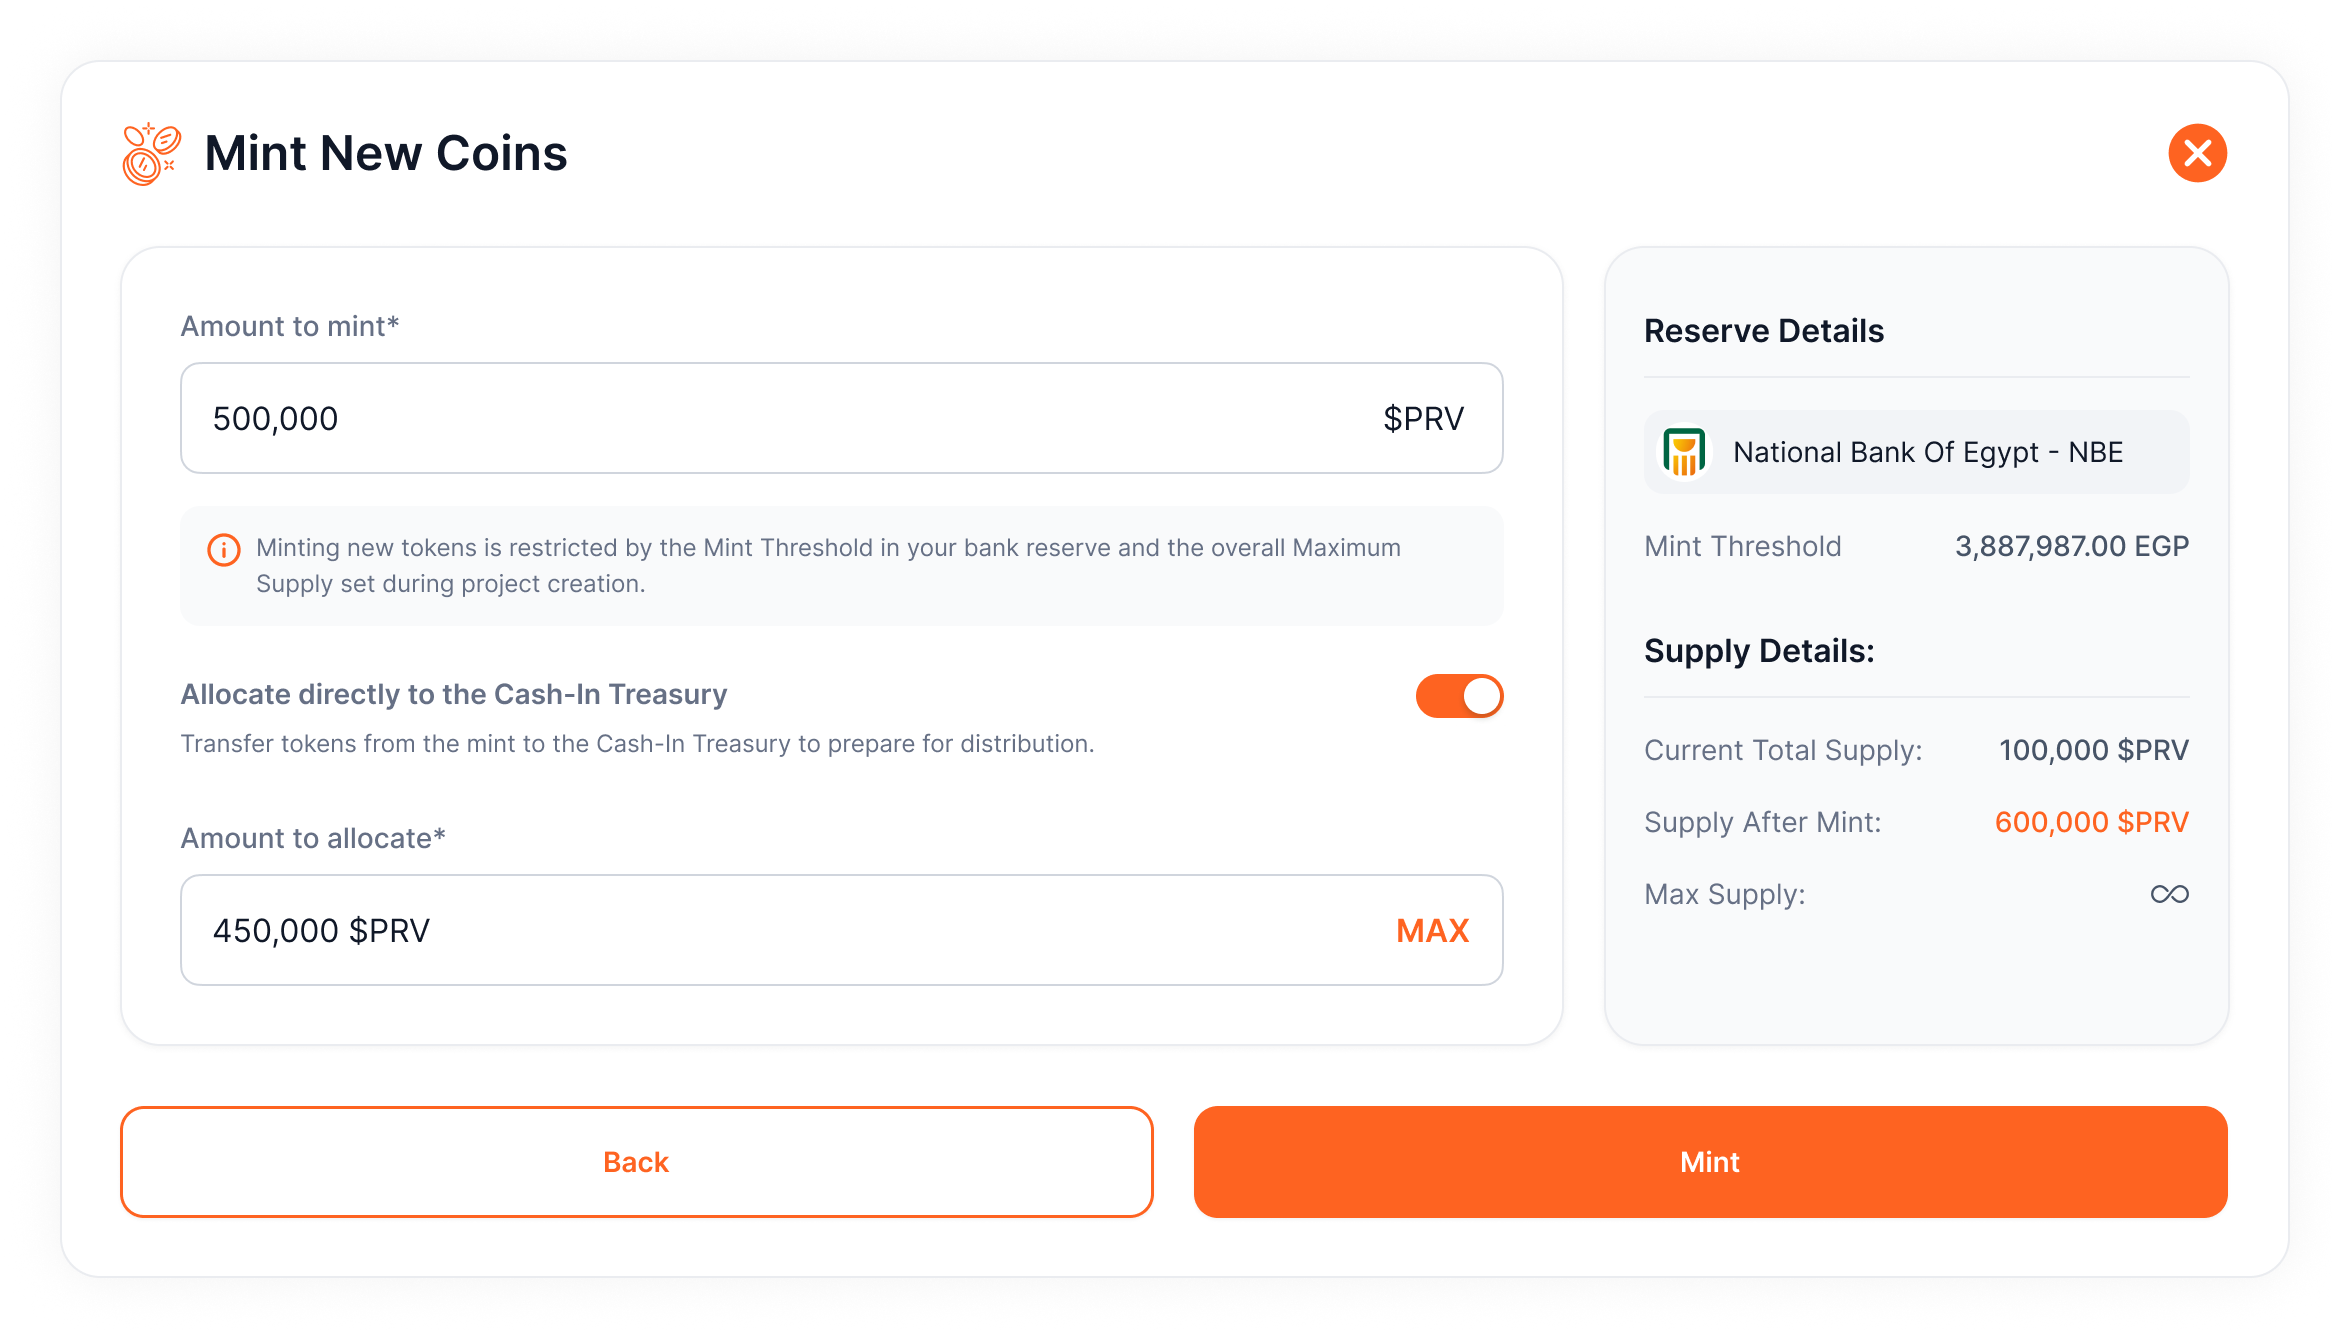 Mint New Coins
Amount to mint*
500,000 $PRV
Minting new tokens is restricted by the Mint Threshold in your bank reserve and the overall Maximum
Supply set during project creation.
Allocate directly to the Cash-In Treasury
Transfer tokens from the mint to the Cash-In Treasury to prepare for distribution.
Amount to allocate*
450,000 $PRV MAX
Reserve Details
National Bank Of Egypt - NBE
Mint Threshold 3,887,987.00 EGP
Supply Details:
Current Total Supply: 100,000 $PRV
Supply After Mint: 600,000 $PRV
Max Supply: ∞
Back
Mint